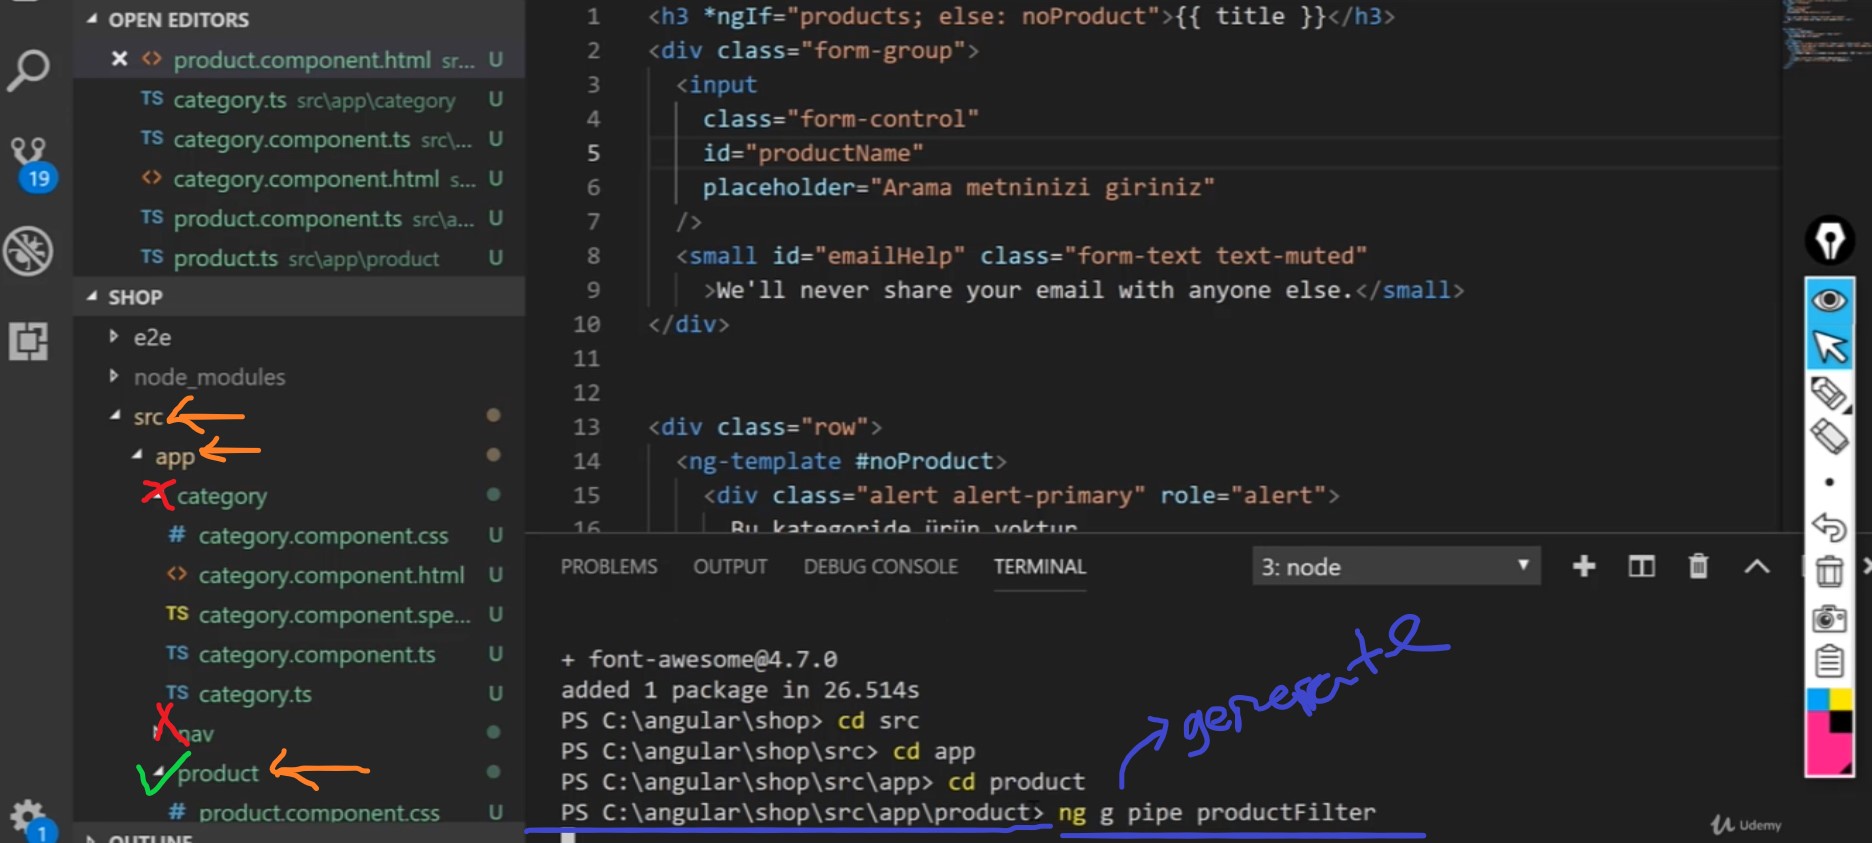 OPEN EDITORS
product.component.html sr... U
category.ts src\app\category U
category.component.ts src\... U
category.component.html s... U
product.component.ts src\a... U
product.ts src\app\product U
SHOP
e2e
node_modules
src
app
category
category.component.css U
category.component.html U
category.component.spe... U
category.component.ts U
category.ts U
nav
product
product.component.css U
OUTLINE
19
1
1 <h3 *ngIf="products; else: noProduct">{{ title }}</h3>
2 <div class="form-group">
3 <input
4 class="form-control"
5 id="productName"
6 placeholder="Arama metninizi giriniz"
7 />
8 <small id="emailHelp" class="form-text text-muted"
9 >We'll never share your email with anyone else.</small>
10 </div>
11
12
13 <div class="row">
14 <ng-template #noProduct>
15 <div class="alert alert-primary" role="alert">
16 Bu kategoride ürün yoktur
PROBLEMS OUTPUT DEBUG CONSOLE TERMINAL 3: node
+ font-awesome@4.7.0
added 1 package in 26.514s
PS C:\angular\shop> cd src
PS C:\angular\shop\src> cd app
PS C:\angular\shop\src\app> cd product
PS C:\angular\shop\src\app\product> ng g pipe productFilter
generate
Udemy